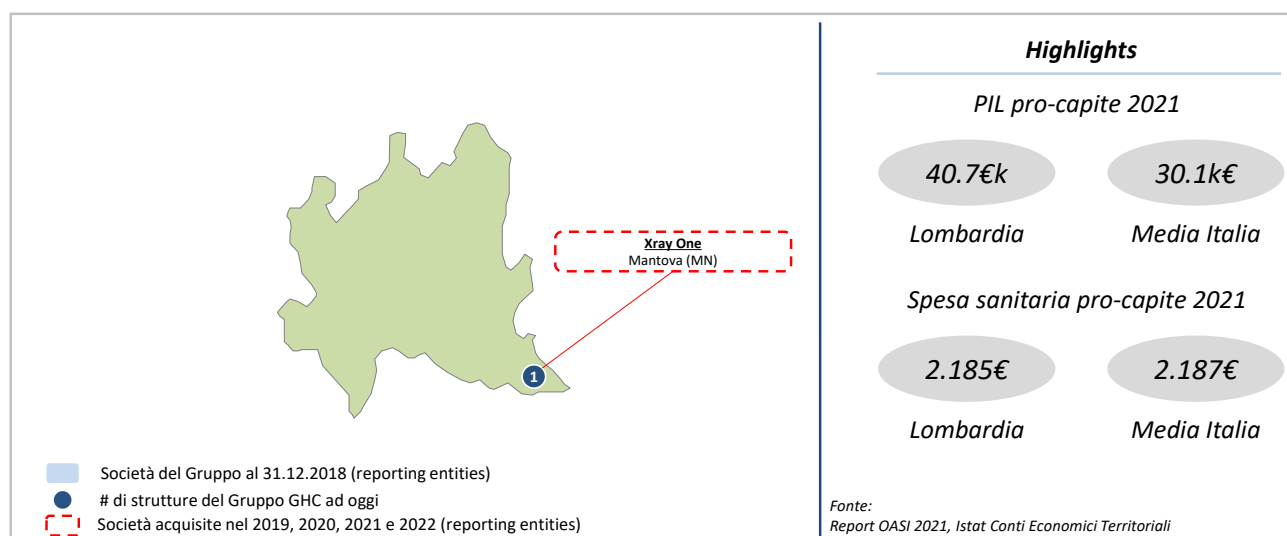 Xray One
Mantova (MN)
1
Società del Gruppo al 31.12.2018 (reporting entities)
# di strutture del Gruppo GHC ad oggi
Società acquisite nel 2019, 2020, 2021 e 2022 (reporting entities)
Highlights
PIL pro-capite 2021
40.7€k 30.1k€
Lombardia Media Italia
Spesa sanitaria pro-capite 2021
2.185€ 2.187€
Lombardia Media Italia
Fonte:
Report OASI 2021, Istat Conti Economici Territoriali